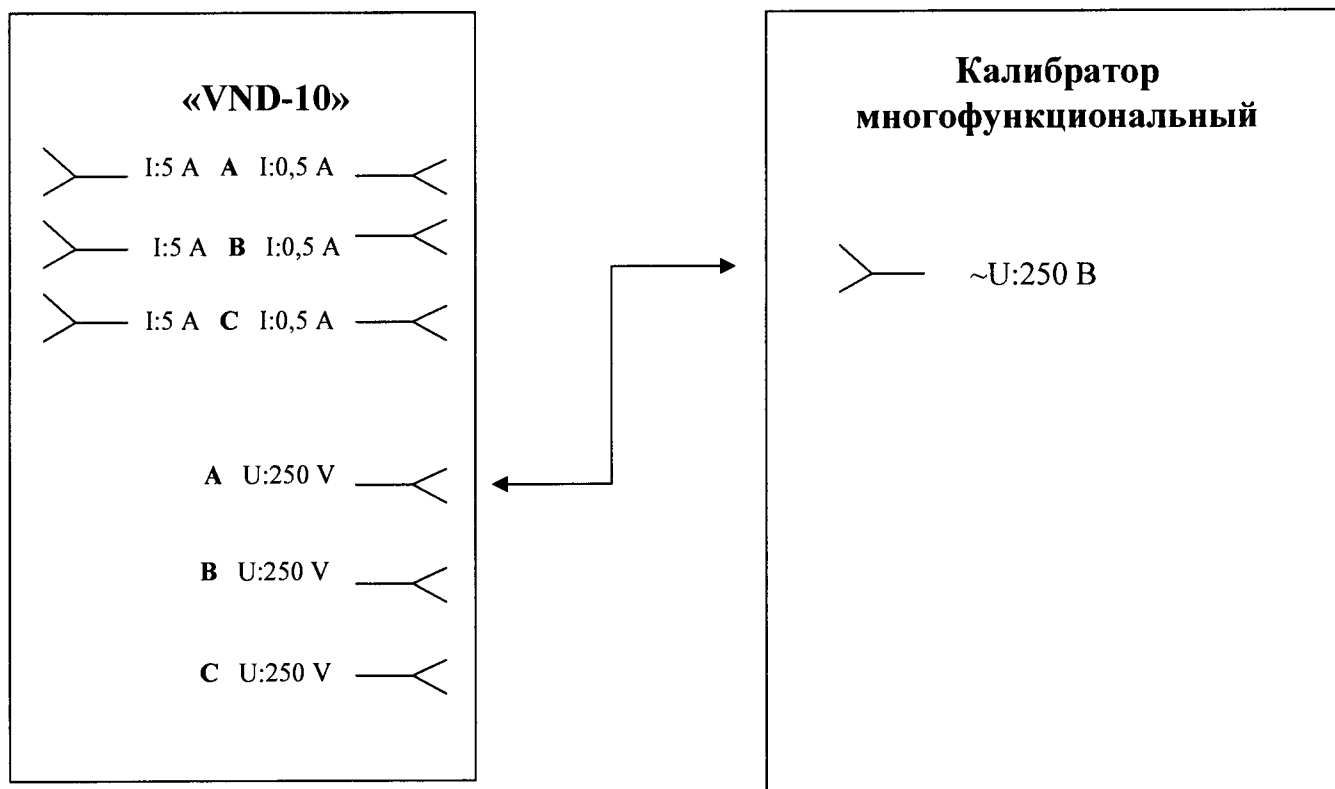 «VND-10»
I:5 A A I:0,5 A
I:5 A B I:0,5 A
I:5 A C I:0,5 A
A U:250 V
B U:250 V
C U:250 V
Калибратор
многофункциональный
~U:250 В